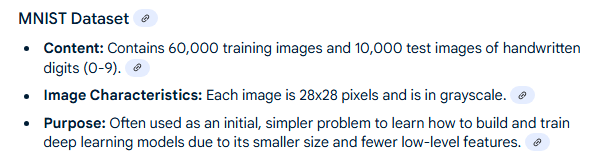 MNIST Dataset
• Content: Contains 60,000 training images and 10,000 test images of handwritten
digits (0-9).
• Image Characteristics: Each image is 28x28 pixels and is in grayscale.
• Purpose: Often used as an initial, simpler problem to learn how to build and train
deep learning models due to its smaller size and fewer low-level features.